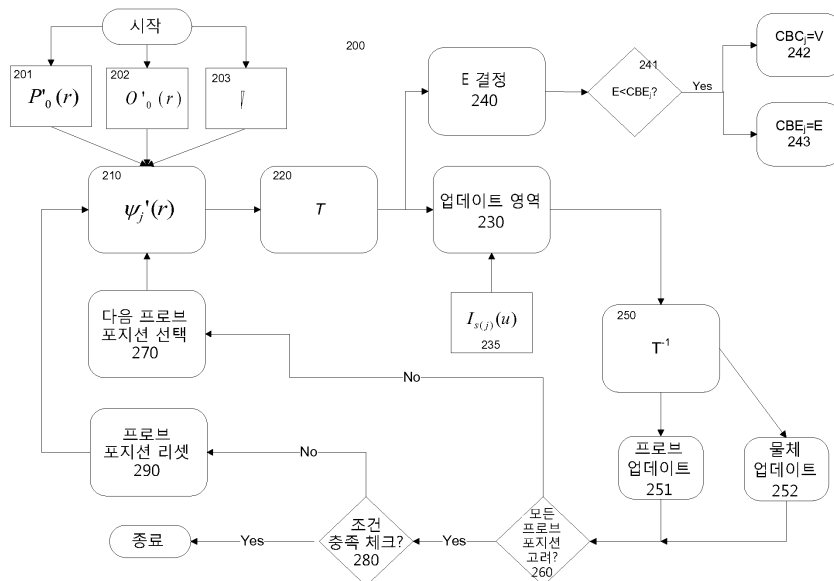 시작
200
201
P'₀(r)
202
O'₀(r)
203
E 결정
240
241
E<CBEⱼ?
Yes
CBCⱼ=V
242
CBEⱼ=E
243
210
ψⱼ'(r)
220
T
업데이트 영역
230
I_{s(j)}(u)
235
250
T⁻¹
다음 프로브
포지션 선택
270
No
프로브
포지션 리셋
290
No
프로브
업데이트
251
물체
업데이트
252
모든
프로브
포지션
고려?
260
Yes
조건
충족 체크?
280
Yes
종료